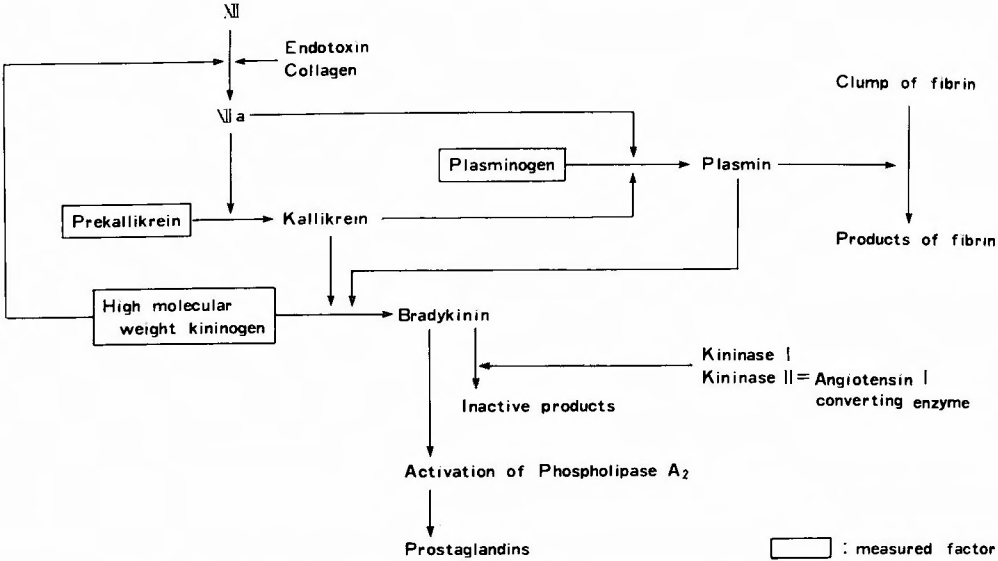 XII
Endotoxin
Collagen
XIIa
Clump of fibrin
Plasminogen
Plasmin
Prekallikrein
Kallikrein
Products of fibrin
High molecular
weight kininogen
Bradykinin
Kininase I
Kininase II = Angiotensin I
converting enzyme
Inactive products
Activation of Phospholipase A₂
Prostaglandins
: measured factor